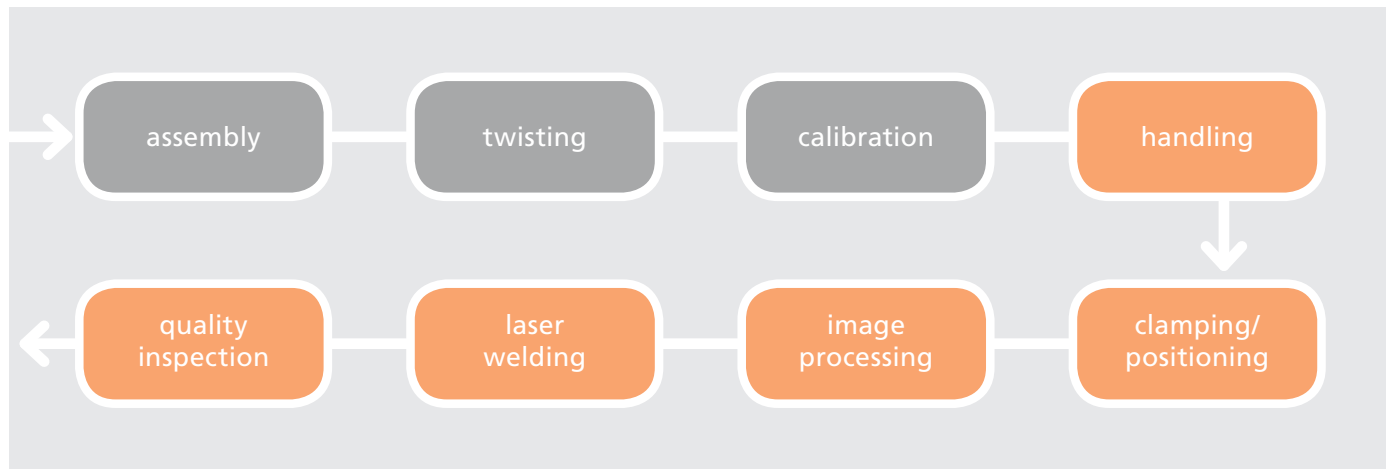 assembly
twisting
calibration
handling
clamping/
positioning
image
processing
laser
welding
quality
inspection